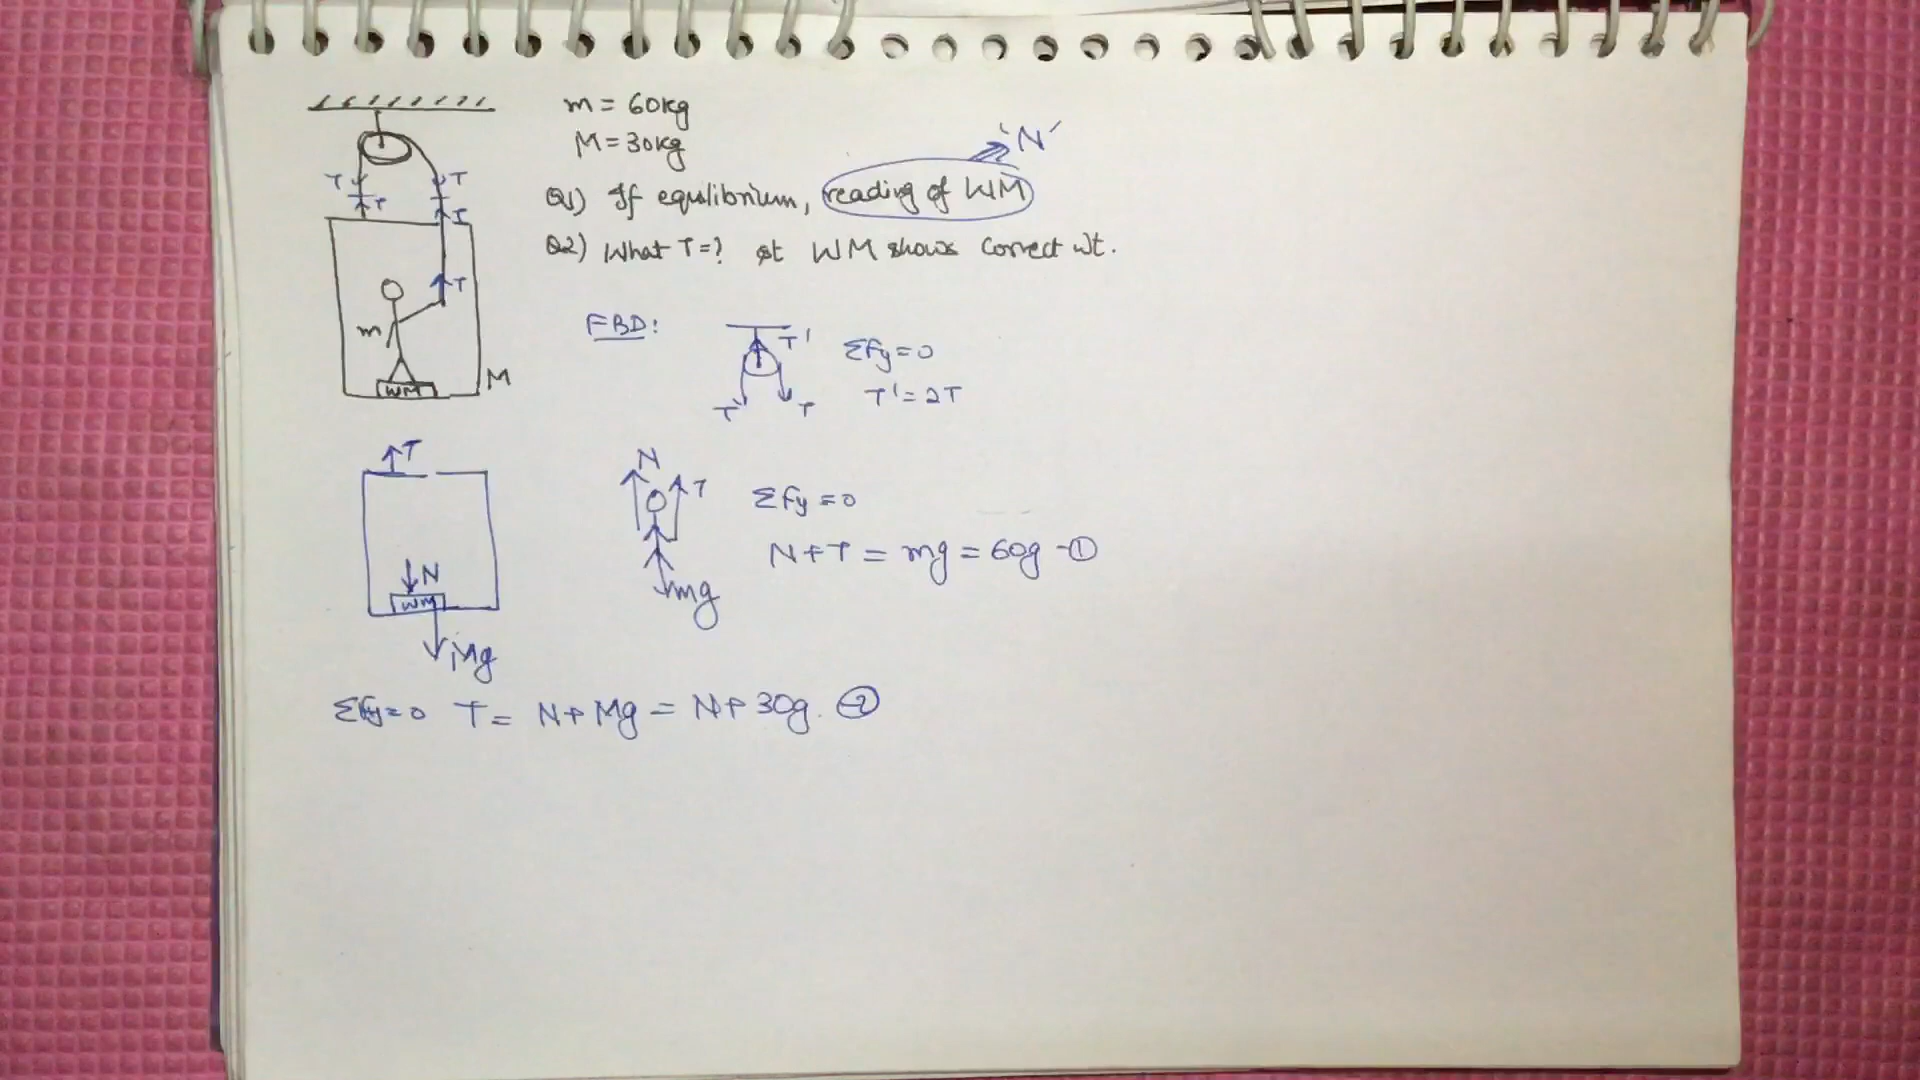 m = 60kg
M = 30kg
'N'
Q1) If equilibrium, reading of WM
Q2) What T=? st WM shows correct wt.
T T
T T
T
m
WM M
FBD:
T'
T T
ΣFy=0
T'=2T
T
N
WM
Mg
N
T
mg
ΣFy=0
N+T = mg = 60g -①
ΣFy=0 T = N+Mg = N+30g. -②